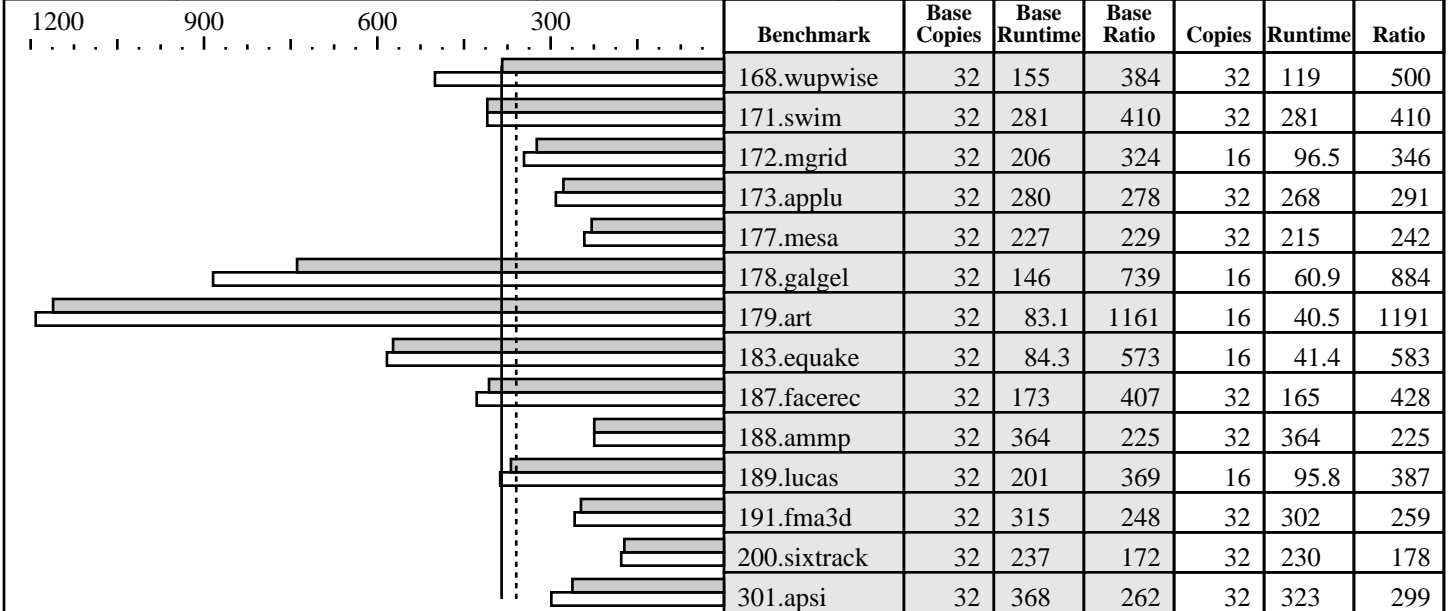 1200 900 600 300
Benchmark Base Copies Base Runtime Base Ratio Copies Runtime Ratio
168.wupwise 32 155 384 32 119 500
171.swim 32 281 410 32 281 410
172.mgrid 32 206 324 16 96.5 346
173.applu 32 280 278 32 268 291
177.mesa 32 227 229 32 215 242
178.galgel 32 146 739 16 60.9 884
179.art 32 83.1 1161 16 40.5 1191
183.equake 32 84.3 573 16 41.4 583
187.facerec 32 173 407 32 165 428
188.ammp 32 364 225 32 364 225
189.lucas 32 201 369 16 95.8 387
191.fma3d 32 315 248 32 302 259
200.sixtrack 32 237 172 32 230 178
301.apsi 32 368 262 32 323 299